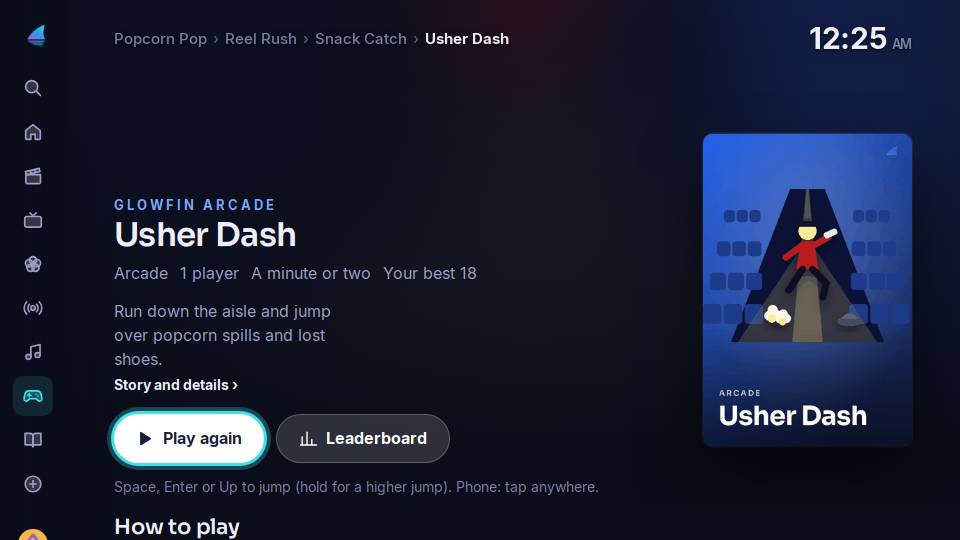 Popcorn Pop › Reel Rush › Snack Catch › Usher Dash
12:25 AM
GLOWFIN ARCADE
Usher Dash
Arcade 1 player A minute or two Your best 18
Run down the aisle and jump
over popcorn spills and lost
shoes.
Story and details ›
Play again
Leaderboard
Space, Enter or Up to jump (hold for a higher jump). Phone: tap anywhere.
How to play
ARCADE
Usher Dash